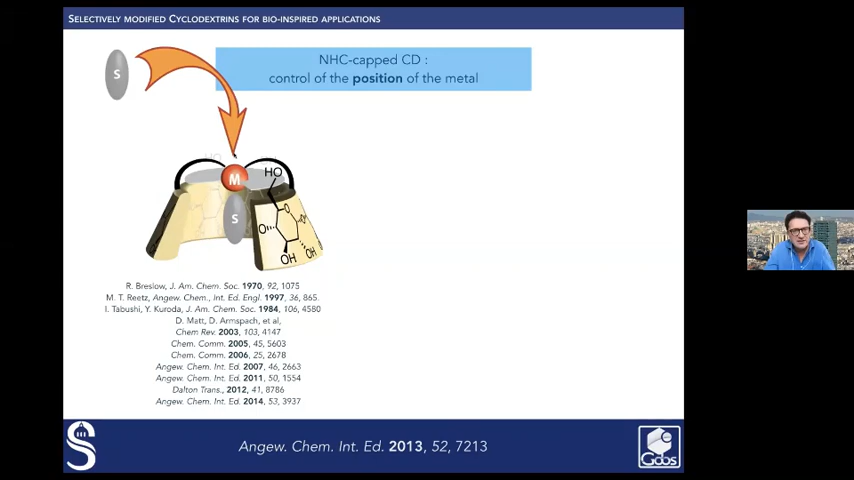 SELECTIVELY MODIFIED CYCLODEXTRINS FOR BIO-INSPIRED APPLICATIONS
NHC-capped CD :
control of the position of the metal
S
M
HO
S
O
O
O
OH
OH
R. Breslow, J. Am. Chem. Soc. 1970, 92, 1075
M. T. Reetz, Angew. Chem., Int. Ed. Engl. 1997, 36, 865.
I. Tabushi, Y. Kuroda, J. Am. Chem. Soc. 1984, 106, 4580
D. Matt, D. Armspach, et al,
Chem Rev. 2003, 103, 4147
Chem. Comm. 2005, 45, 5603
Chem. Comm. 2006, 25, 2678
Angew. Chem Int. Ed. 2007, 46, 2663
Angew. Chem Int. Ed. 2011, 50, 1554
Dalton Trans., 2012, 41, 8786
Angew. Chem Int. Ed. 2014, 53, 3937
S
Angew. Chem. Int. Ed. 2013, 52, 7213